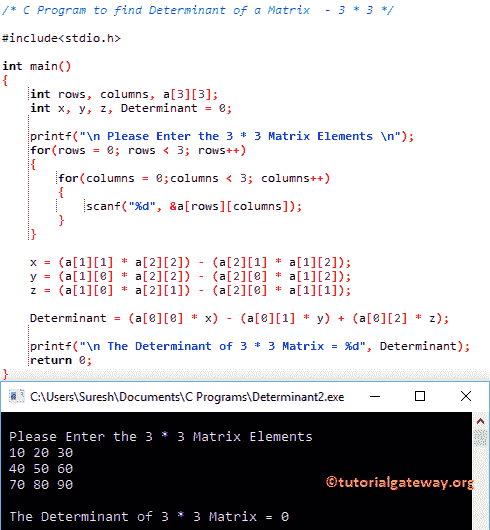 /* C Program to find Determinant of a Matrix  - 3 * 3 */
#include<stdio.h>
int main()
{
int rows, columns, a[3][3];
int x, y, z, Determinant = 0;
printf("\n Please Enter the 3 * 3 Matrix Elements \n");
for(rows = 0; rows < 3; rows++)
{
for(columns = 0;columns < 3; columns++)
{
scanf("%d", &a[rows][columns]);
}
}
x = (a[1][1] * a[2][2]) - (a[2][1] * a[1][2]);
y = (a[1][0] * a[2][2]) - (a[2][0] * a[1][2]);
z = (a[1][0] * a[2][1]) - (a[2][0] * a[1][1]);
Determinant = (a[0][0] * x) - (a[0][1] * y) + (a[0][2] * z);
printf("\n The Determinant of 3 * 3 Matrix = %d", Determinant);
return 0;
}
C:\Users\Suresh\Documents\C Programs\Determinant2.exe
Please Enter the 3 * 3 Matrix Elements
10 20 30
40 50 60
70 80 90
©tutorialgateway.org
The Determinant of 3 * 3 Matrix = 0